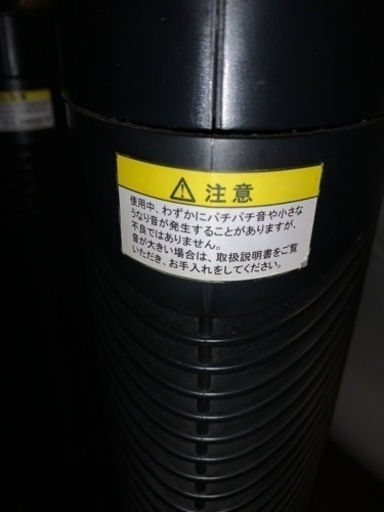 ⚠ 注意
使用中、わずかにパチパチ音や小さな
うなり音が発生することがありますが、
不良ではありません。
音が大きい場合は、取扱説明書をご覧
いただき、お手入れをしてください。